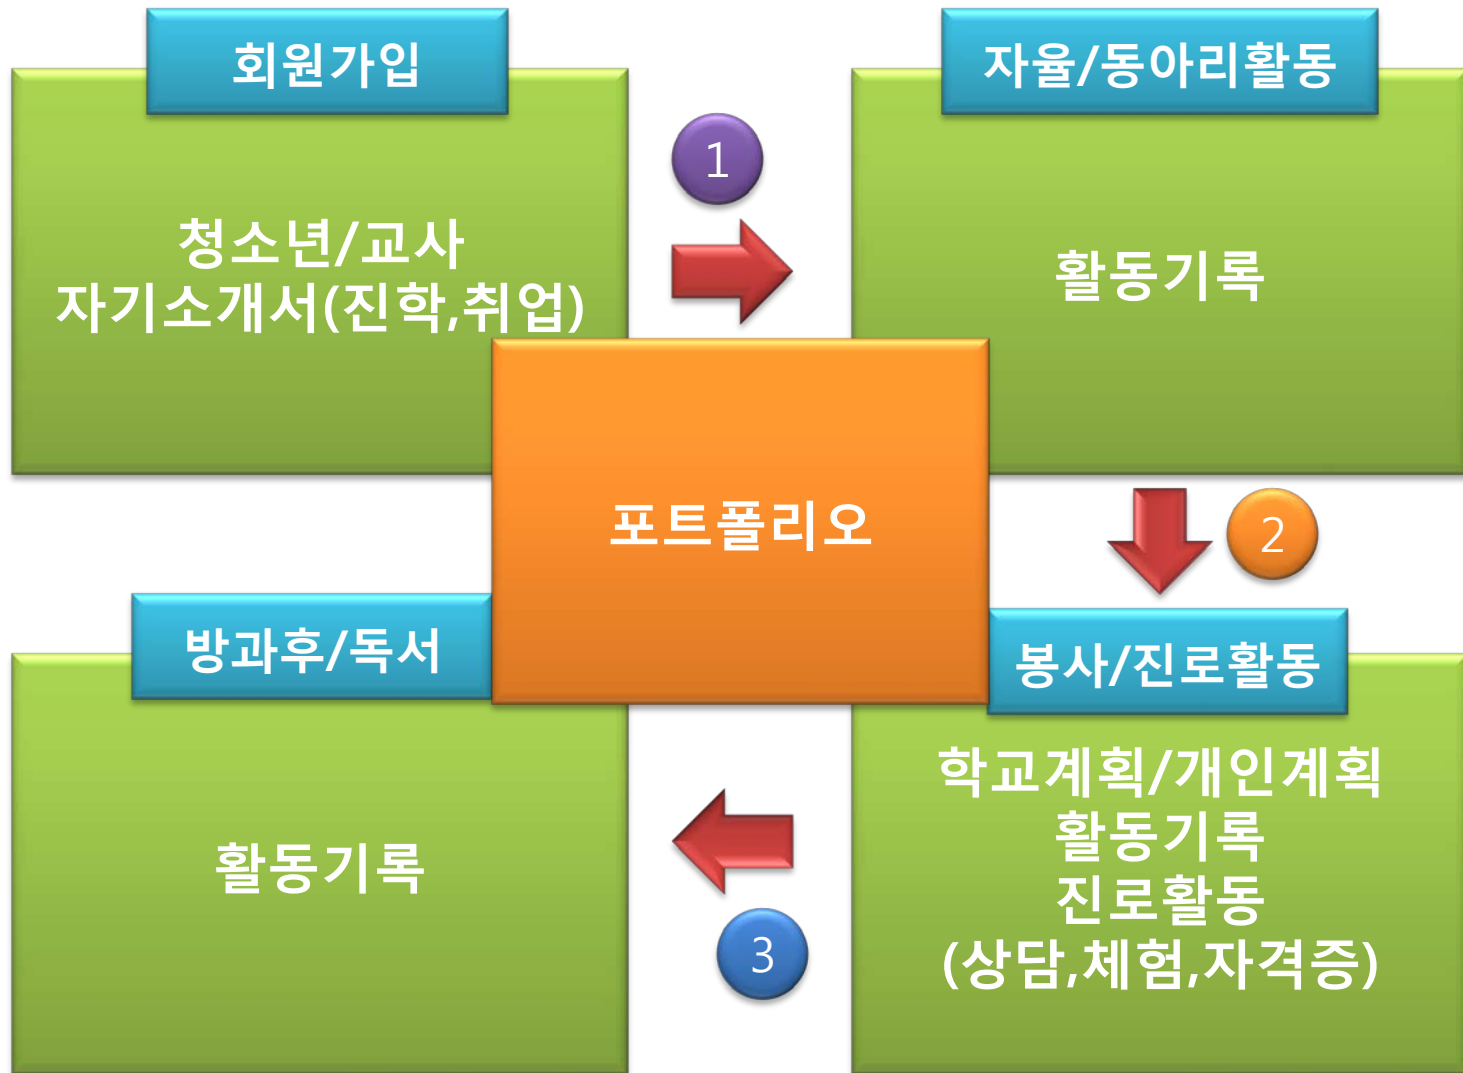 회원가입
청소년/교사
자기소개서(진학,취업)
1
자율/동아리활동
활동기록
포트폴리오
2
봉사/진로활동
학교계획/개인계획
활동기록
진로활동
(상담,체험,자격증)
3
방과후/독서
활동기록